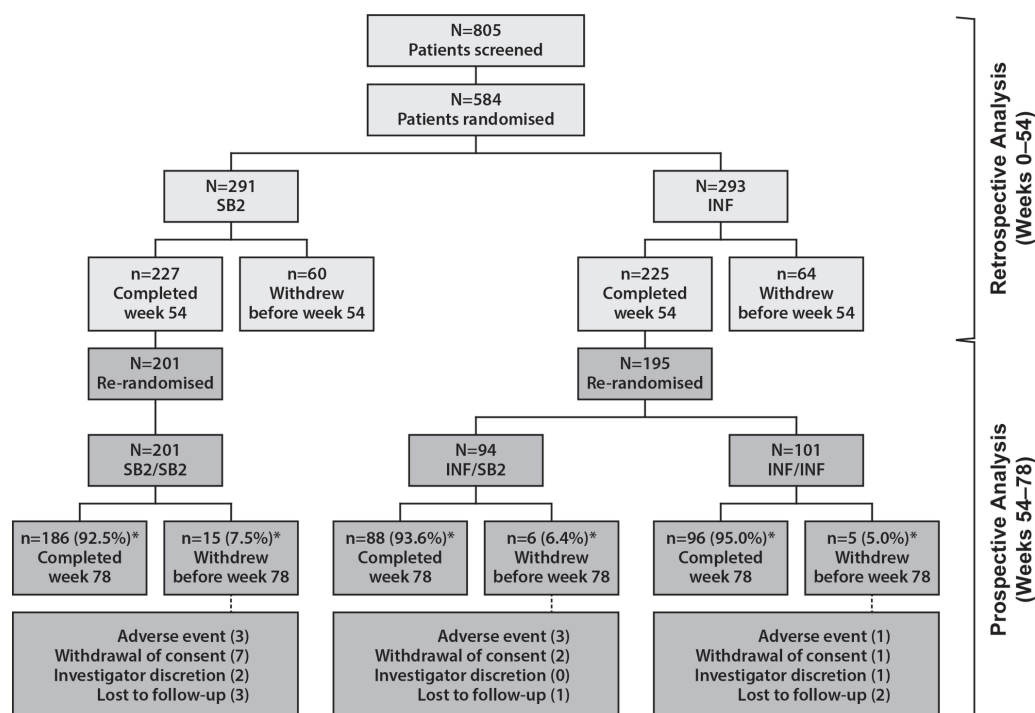 N=805
Patients screened
N=584
Patients randomised
N=291
SB2
N=293
INF
n=227
Completed
week 54
n=60
Withdrew
before week 54
n=225
Completed
week 54
n=64
Withdrew
before week 54
Retrospective Analysis
(Weeks 0–54)
N=201
Re-randomised
N=195
Re-randomised
N=201
SB2/SB2
N=94
INF/SB2
N=101
INF/INF
n=186 (92.5%)*
Completed
week 78
n=15 (7.5%)*
Withdrew
before week 78
n=88 (93.6%)*
Completed
week 78
n=6 (6.4%)*
Withdrew
before week 78
n=96 (95.0%)*
Completed
week 78
n=5 (5.0%)*
Withdrew
before week 78
Adverse event (3)
Withdrawal of consent (7)
Investigator discretion (2)
Lost to follow-up (3)
Adverse event (3)
Withdrawal of consent (2)
Investigator discretion (0)
Lost to follow-up (1)
Adverse event (1)
Withdrawal of consent (1)
Investigator discretion (1)
Lost to follow-up (2)
Prospective Analysis
(Weeks 54–78)